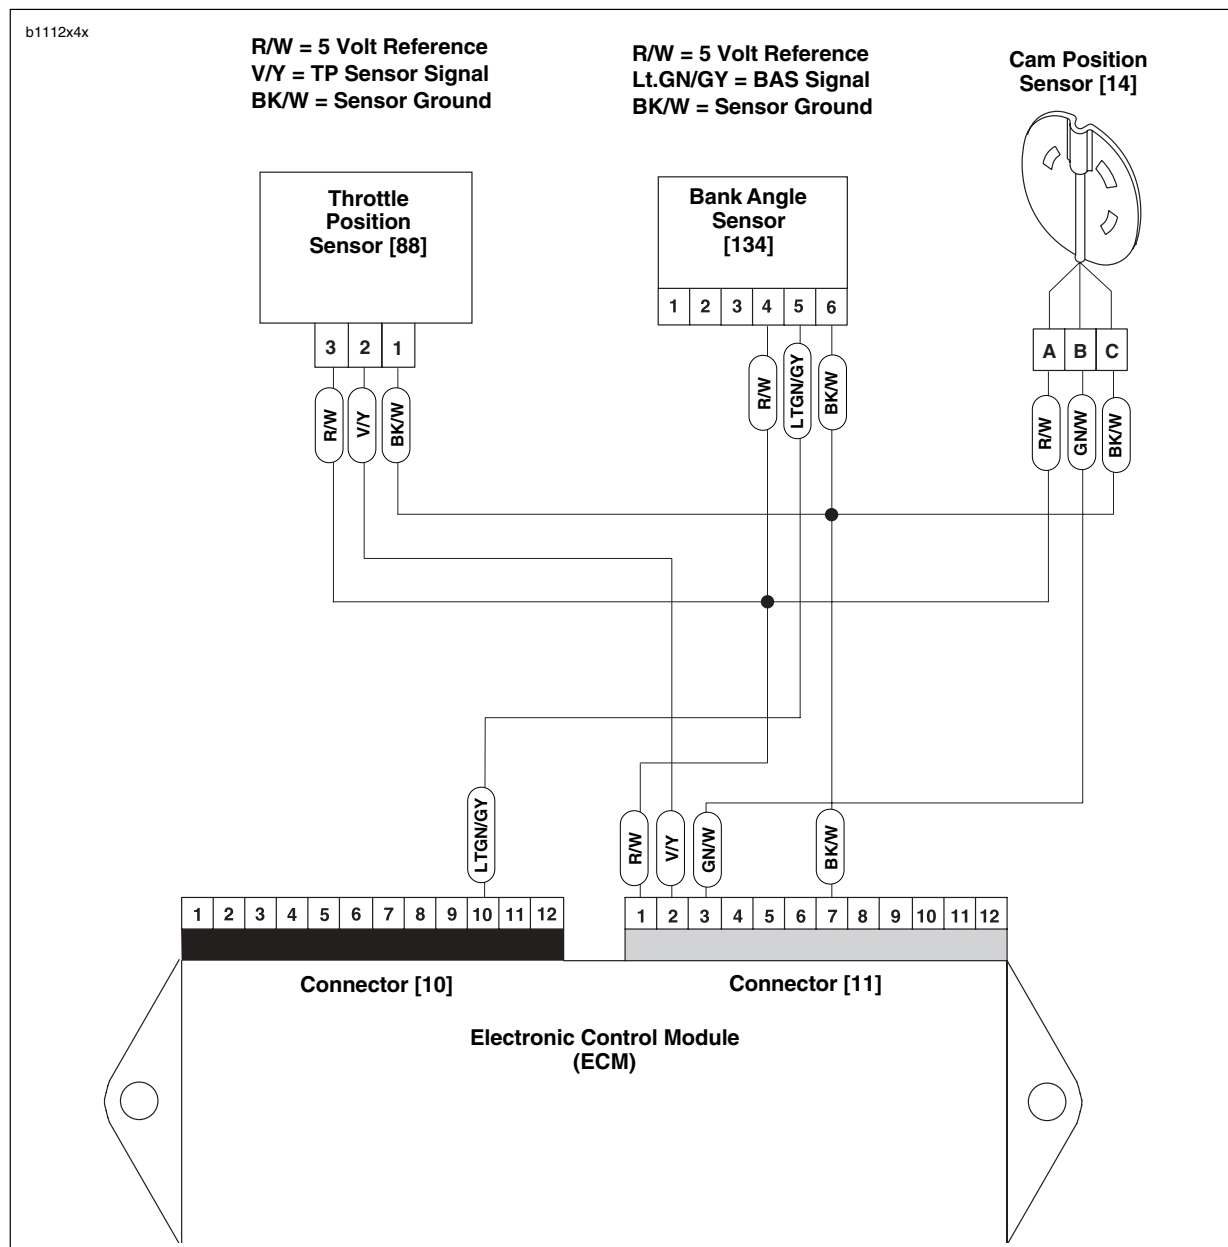 b1112x4x
R/W = 5 Volt Reference
V/Y = TP Sensor Signal
BK/W = Sensor Ground
R/W = 5 Volt Reference
Lt.GN/GY = BAS Signal
BK/W = Sensor Ground
Cam Position
Sensor [14]
Throttle
Position
Sensor [88]
3 2 1
Bank Angle
Sensor
[134]
1 2 3 4 5 6
A B C
R/W V/Y BK/W
R/W LTGN/GY BK/W
R/W GN/W BK/W
LTGN/GY
R/W V/Y GN/W BK/W
1 2 3 4 5 6 7 8 9 10 11 12
1 2 3 4 5 6 7 8 9 10 11 12
Connector [10]
Connector [11]
Electronic Control Module
(ECM)